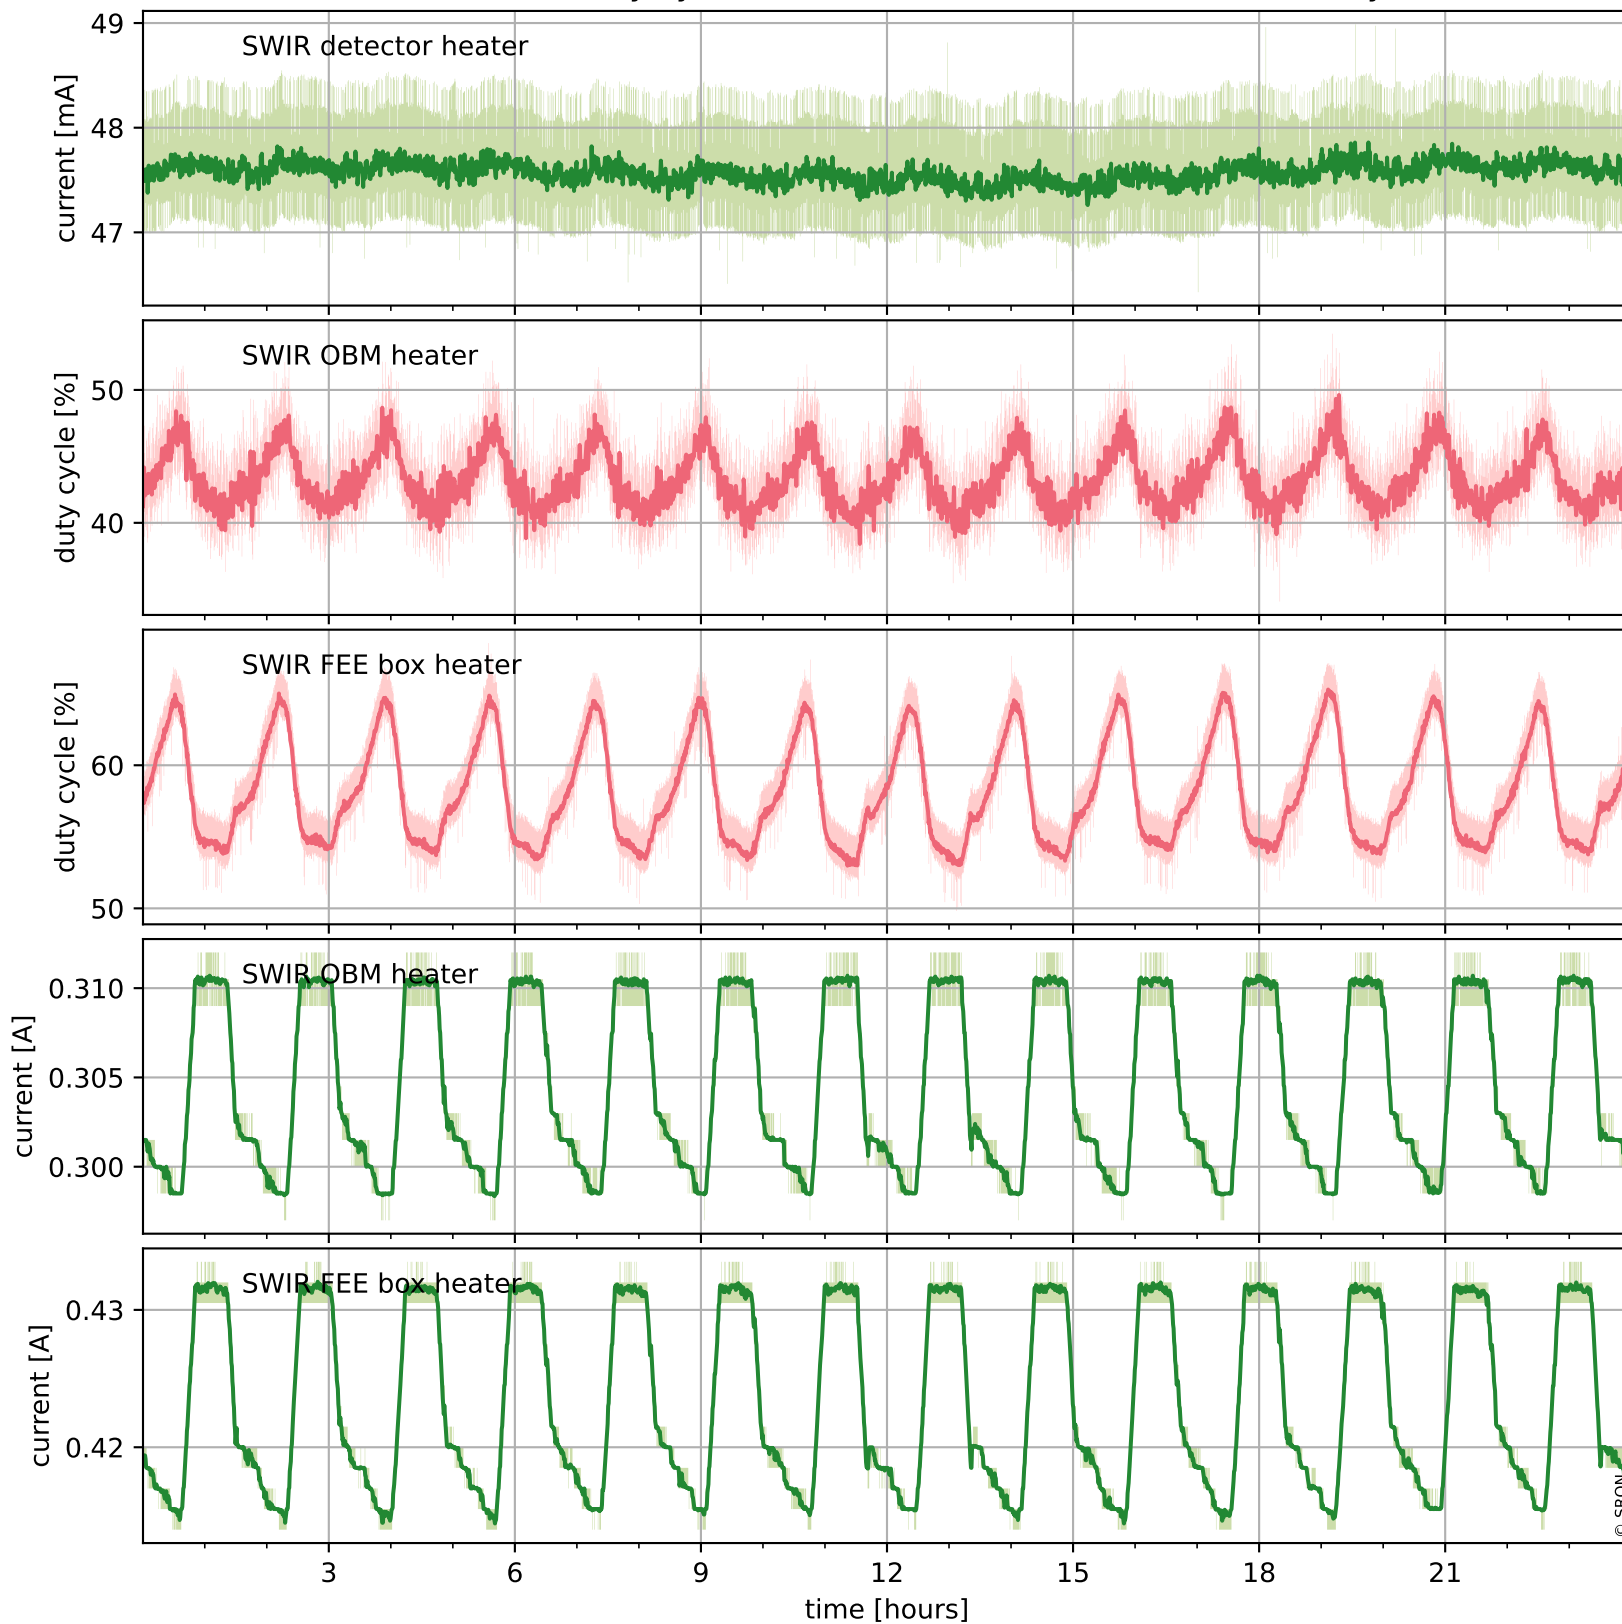 49
SWIR detector heater
48
47
current [mA]
SWIR OBM heater
50
40
duty cycle [%]
SWIR FEE box heater
60
50
duty cycle [%]
SWIR OBM heater
0.310
0.305
0.300
current [A]
SWIR FEE box heater
0.43
0.42
current [A]
© SRON
3 6 9 12 15 18 21
time [hours]